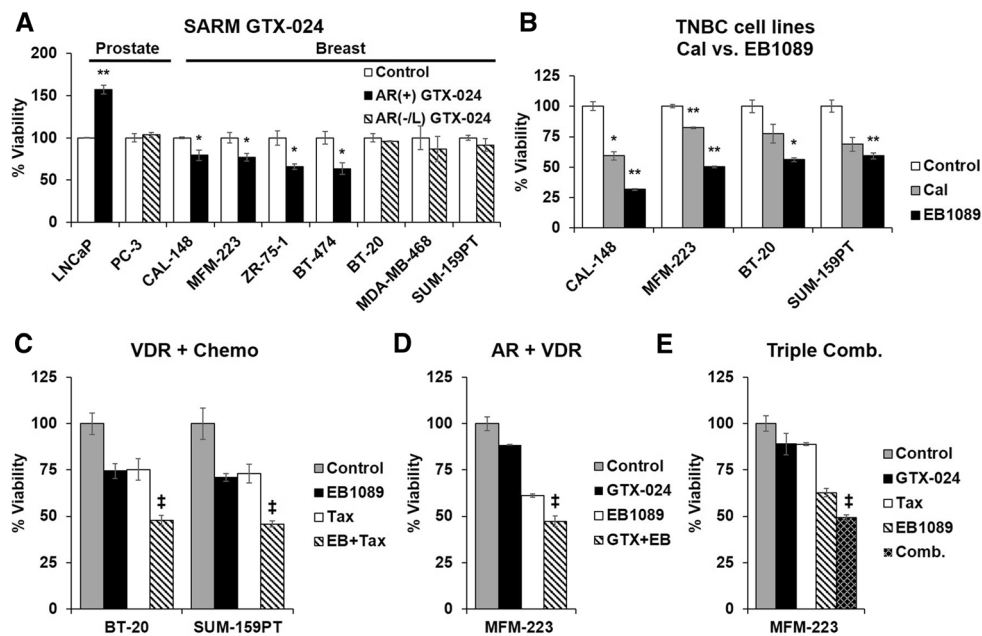 A
SARM GTX-024
Prostate
Breast
Control
AR(+) GTX-024
AR(-/L) GTX-024
% Viability
200
150
100
50
0
LNCaP
PC-3
CAL-148
MFM-223
ZR-75-1
BT-474
BT-20
MDA-MB-468
SUM-159PT
**
*
*
*
*
B
TNBC cell lines
Cal vs. EB1089
% Viability
125
100
75
50
25
0
*
**
**
**
*
**
Control
Cal
EB1089
CAL-148
MFM-223
BT-20
SUM-159PT
C
VDR + Chemo
% Viability
125
100
75
50
25
0
‡
‡
Control
EB1089
Tax
EB+Tax
BT-20
SUM-159PT
D
AR + VDR
% Viability
125
100
75
50
25
0
‡
Control
GTX-024
EB1089
GTX+EB
MFM-223
E
Triple Comb.
% Viability
125
100
75
50
25
0
‡
Control
GTX-024
Tax
EB1089
Comb.
MFM-223